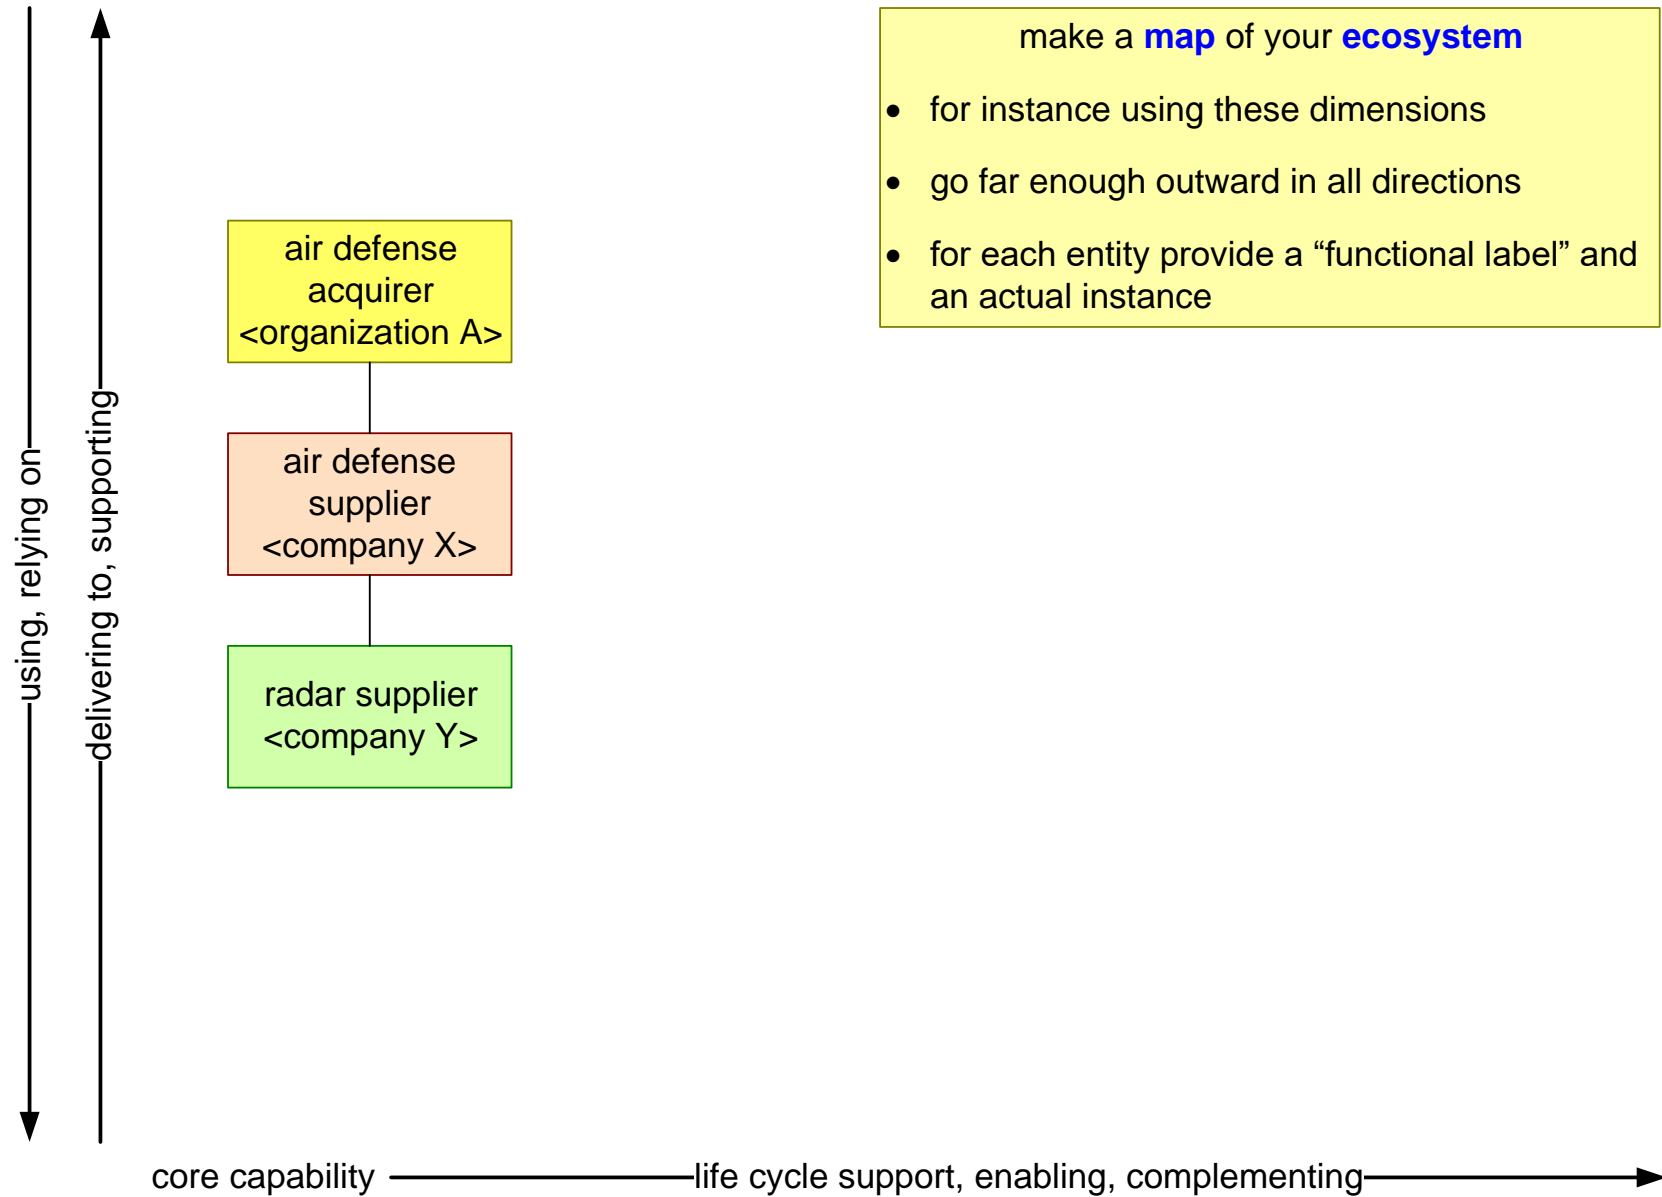 make a map of your ecosystem
• for instance using these dimensions
• go far enough outward in all directions
• for each entity provide a “functional label” and
an actual instance
air defense
acquirer
<organization A>
air defense
supplier
<company X>
radar supplier
<company Y>
using, relying on
delivering to, supporting
core capability
life cycle support, enabling, complementing